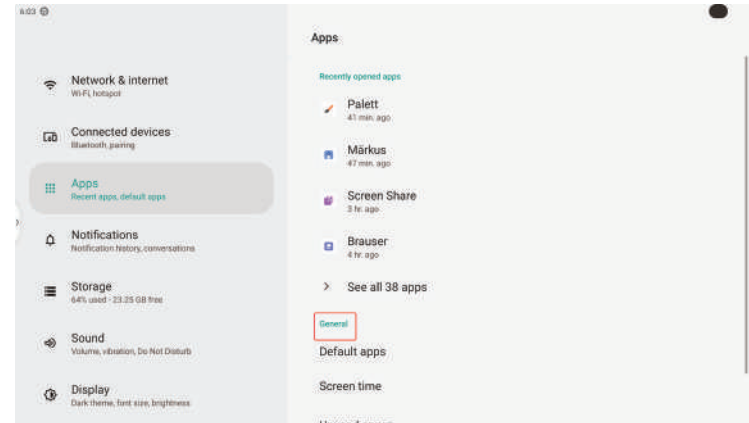 6:03
Network & internet
Wi-Fi, hotspot
Connected devices
Bluetooth, pairing
Apps
Recent apps, default apps
Notifications
Notification history, conversations
Storage
64% used - 23.25 GB free
Sound
Volume, vibration, Do Not Disturb
Display
Dark theme, font size, brightness
Apps
Recently opened apps
Palett
41 min. ago
Märkus
47 min. ago
Screen Share
3 hr. ago
Brauser
4 hr. ago
See all 38 apps
General
Default apps
Screen time